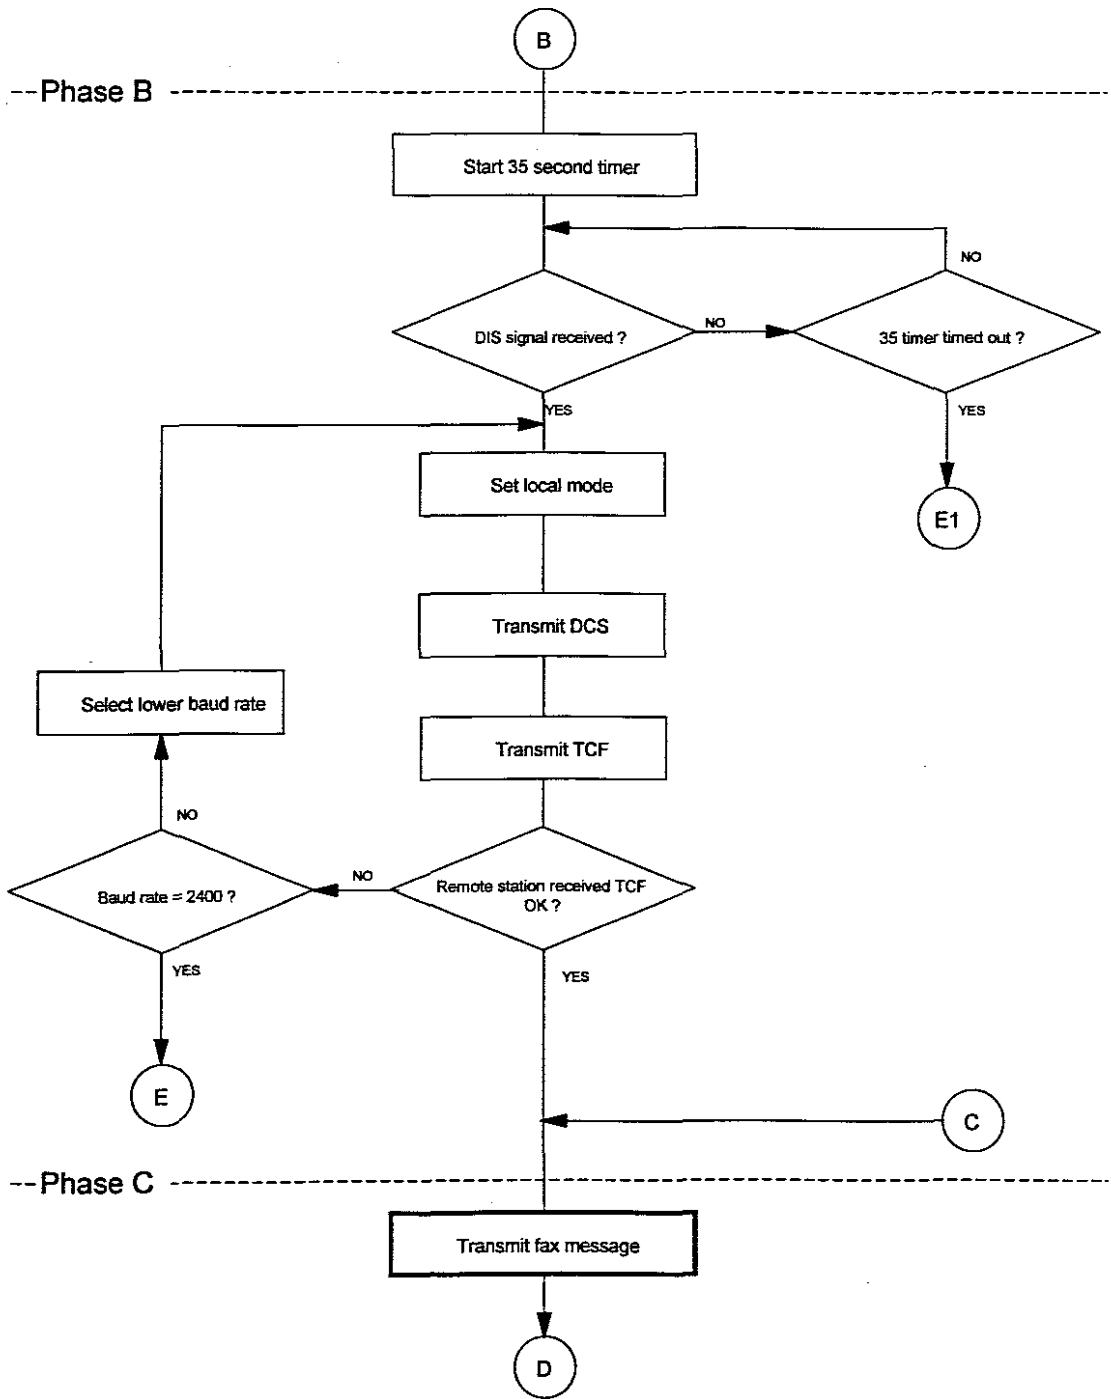 B
--Phase B
Start 35 second timer
NO
DIS signal received ?
NO
35 timer timed out ?
YES
YES
Set local mode
E1
Transmit DCS
Select lower baud rate
Transmit TCF
NO
Baud rate = 2400 ?
NO
Remote station received TCF
OK ?
YES
YES
E
C
--Phase C
Transmit fax message
D